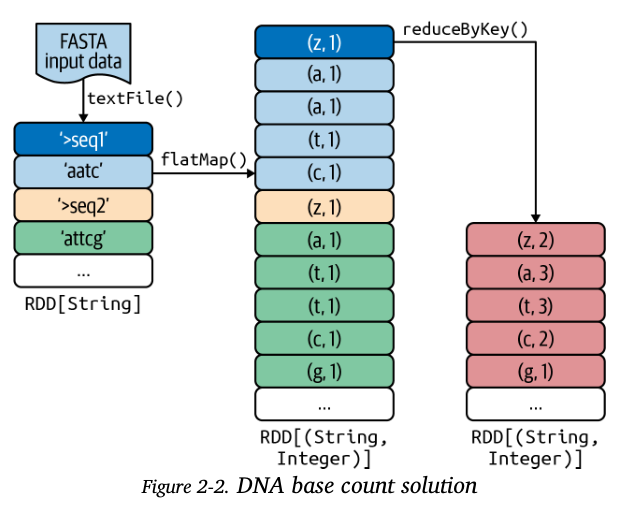 FASTA
input data
textFile()
'>seq1'
'aatc'
'>seq2'
'attcg'
...
RDD[String]
flatMap()
(z, 1)
(a, 1)
(a, 1)
(t, 1)
(c, 1)
(z, 1)
(a, 1)
(t, 1)
(t, 1)
(c, 1)
(g, 1)
...
RDD[(String,
Integer)]
reduceByKey()
(z, 2)
(a, 3)
(t, 3)
(c, 2)
(g, 1)
...
RDD[(String,
Integer)]
Figure 2-2. DNA base count solution